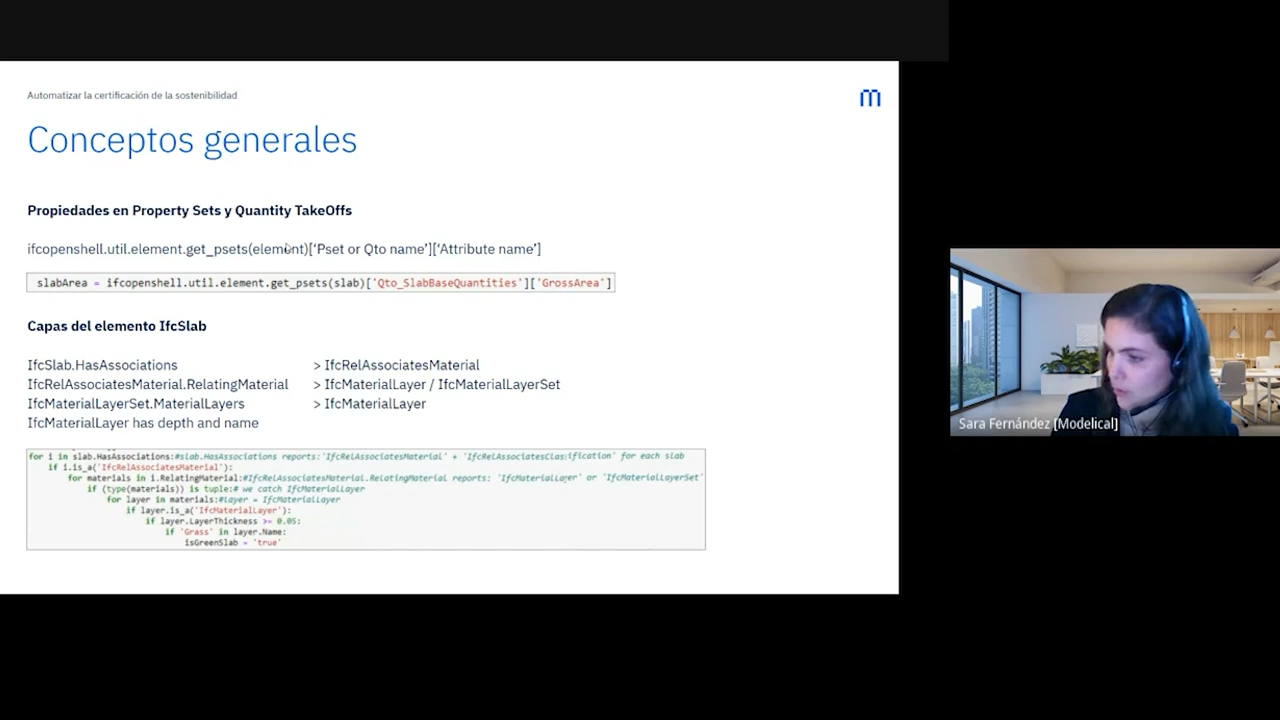 Automatizar la certificación de la sostenibilidad
Conceptos generales
Propiedades en Property Sets y Quantity TakeOffs
ifcopenshell.util.element.get_psets(element)[‘Pset or Qto name’][‘Attribute name’]
slabArea = ifcopenshell.util.element.get_psets(slab)['Qto_SlabBaseQuantities']['GrossArea']
Capas del elemento IfcSlab
IfcSlab.HasAssociations > IfcRelAssociatesMaterial
IfcRelAssociatesMaterial.RelatingMaterial > IfcMaterialLayer / IfcMaterialLayerSet
IfcMaterialLayerSet.MaterialLayers > IfcMaterialLayer
IfcMaterialLayer has depth and name
for i in slab.HasAssociations:#slab.HasAssociations reports:'IfcRelAssociatesMaterial' + 'IfcRelAssociatesClassification' for each slab
if i.is_a('IfcRelAssociatesMaterial'):
for materials in i.RelatingMaterial:#IfcRelAssociatesMaterial.RelatingMaterial reports: 'IfcMaterialLayer' or 'IfcMaterialLayerSet'
if (type(materials)) is tuple:# we catch IfcMaterialLayer
for layer in materials:#layer = IfcMaterialLayer
if layer.is_a('IfcMaterialLayer'):
if layer.LayerThickness >= 0.05:
if 'Grass' in layer.Name:
isGreenSlab = 'true'
Sara Fernández [Modelical]